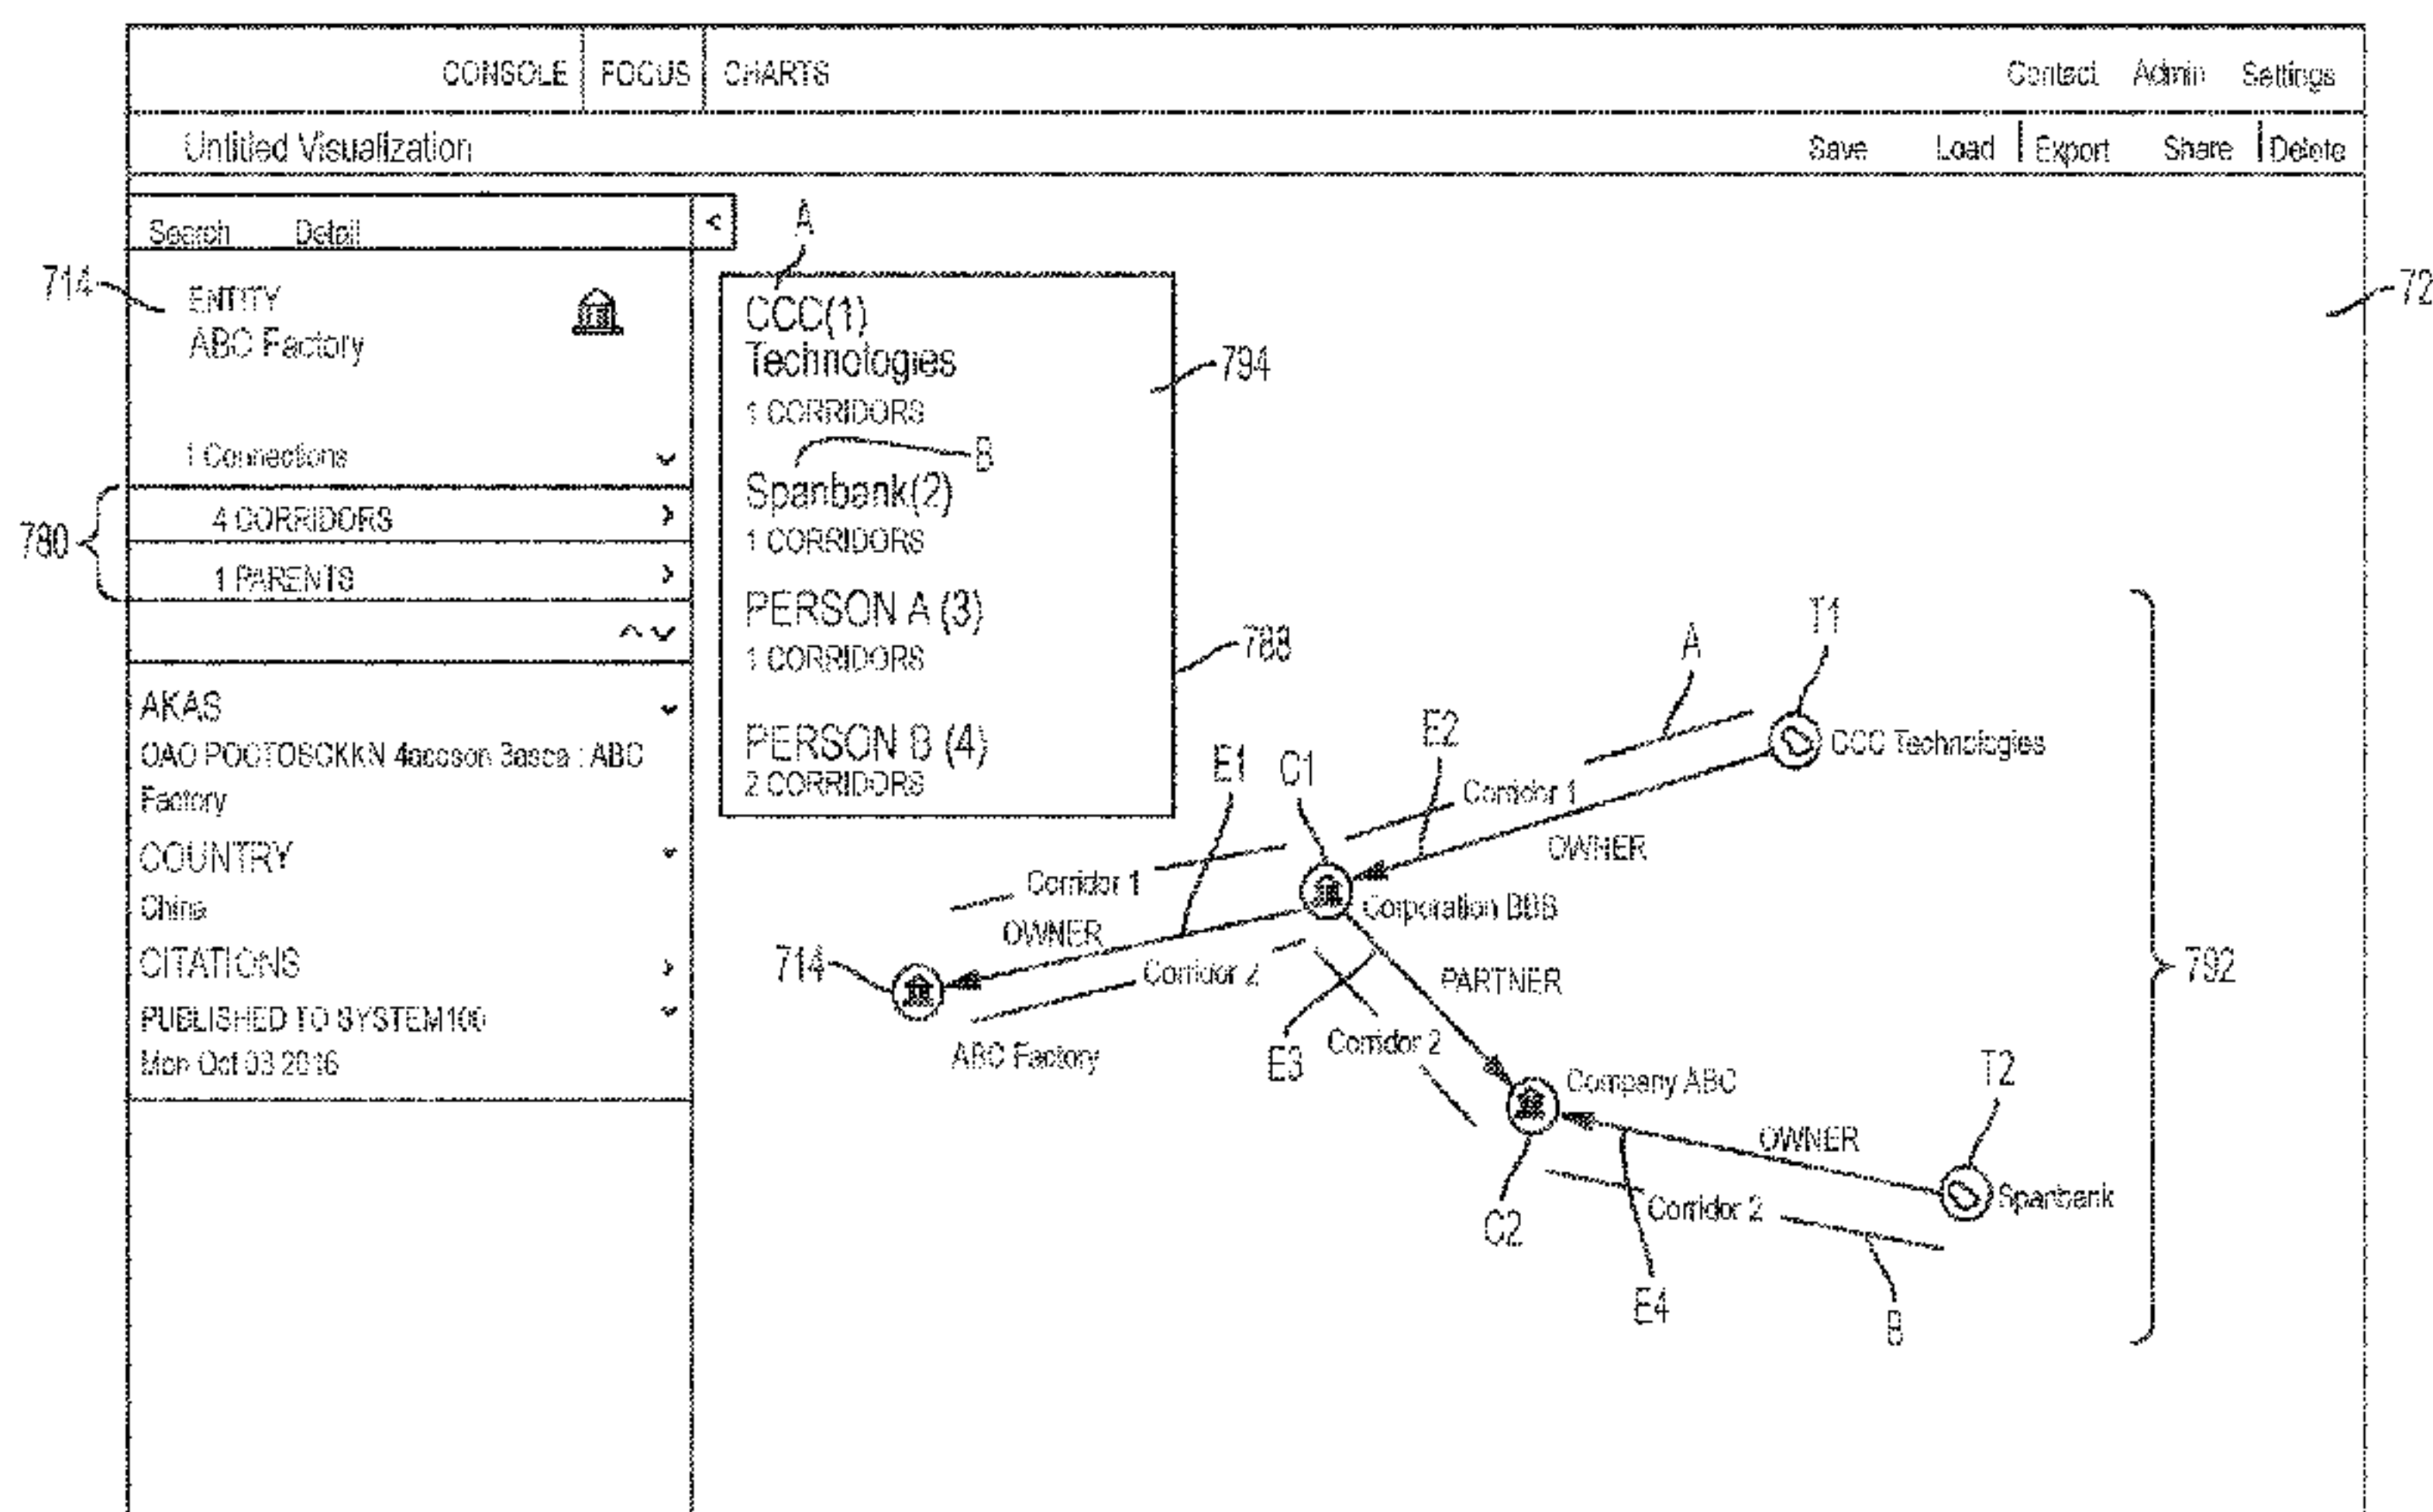 CONSOLE FOCUS CHARTS Contact Admin Settings
Untitled Visualization Save Load Export Share Delete
Search Detail <
A
714
ENTITY
ABC Factory
72
CCC(1)
Technologies
794
1 CORRIDORS
1 Connections
B
Spanbank(2)
780
4 CORRIDORS
1 CORRIDORS
1 PARENTS
PERSON A (3)
1 CORRIDORS
788
PERSON B (4)
2 CORRIDORS
AKAS
Factory
COUNTRY
China
CITATIONS
PUBLISHED TO SYSTEM100
Mon Oct 03 2016
A
T1
E2
E1
C1
CCC Technologies
Corridor 1
OWNER
Corridor 1
Corporation BBB
OWNER
714
Corridor 2
PARTNER
792
ABC Factory
E3
Corridor 2
Company ABC
T2
OWNER
Spanbank
Corridor 2
C2
E4
B